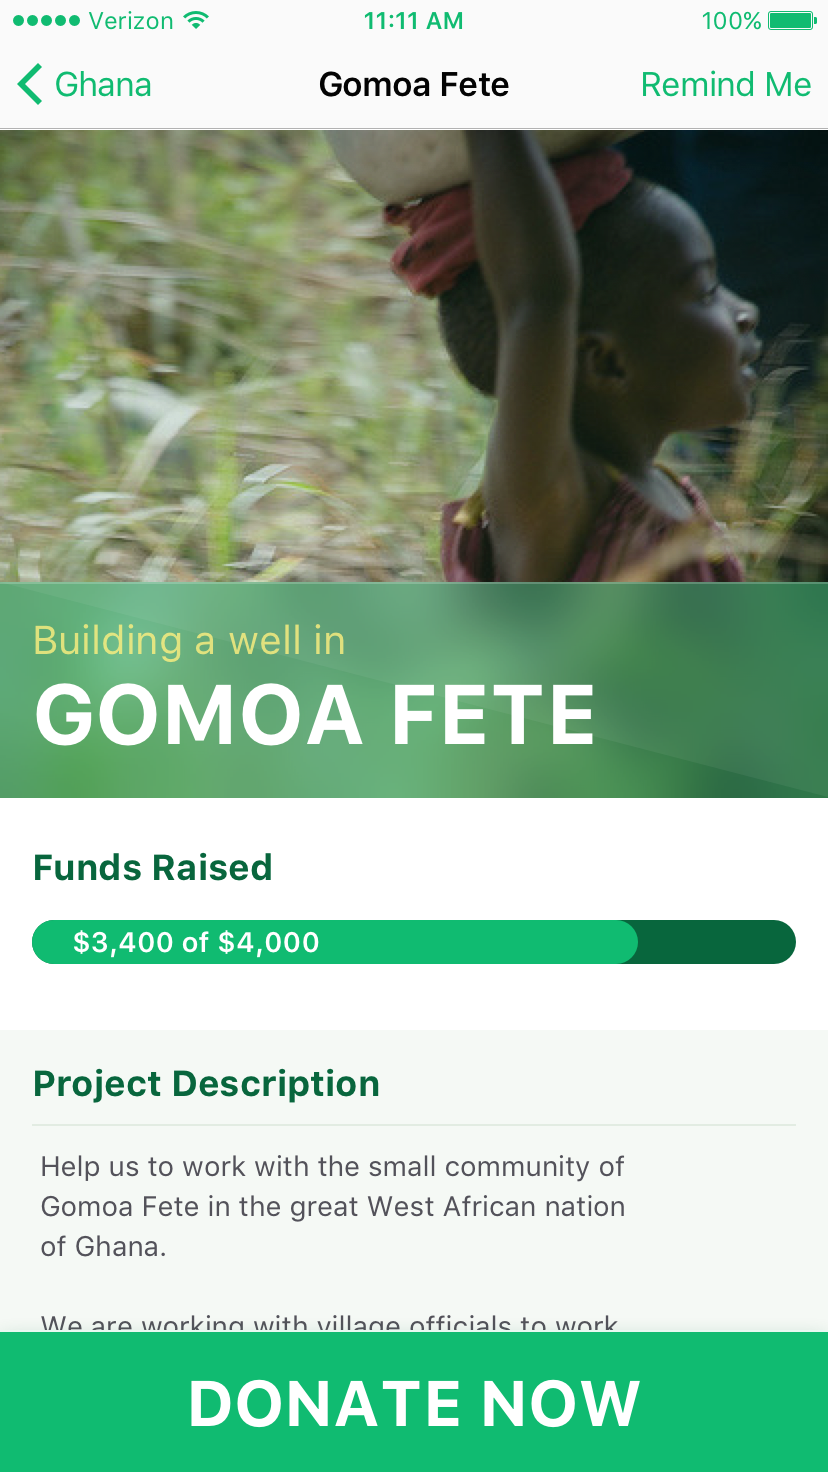 Verizon 11:11 AM 100%
Ghana Gomoa Fete Remind Me
Building a well in
GOMOA FETE
Funds Raised
$3,400 of $4,000
Project Description
Help us to work with the small community of
Gomoa Fete in the great West African nation
of Ghana.
We are working with village officials to work
DONATE NOW